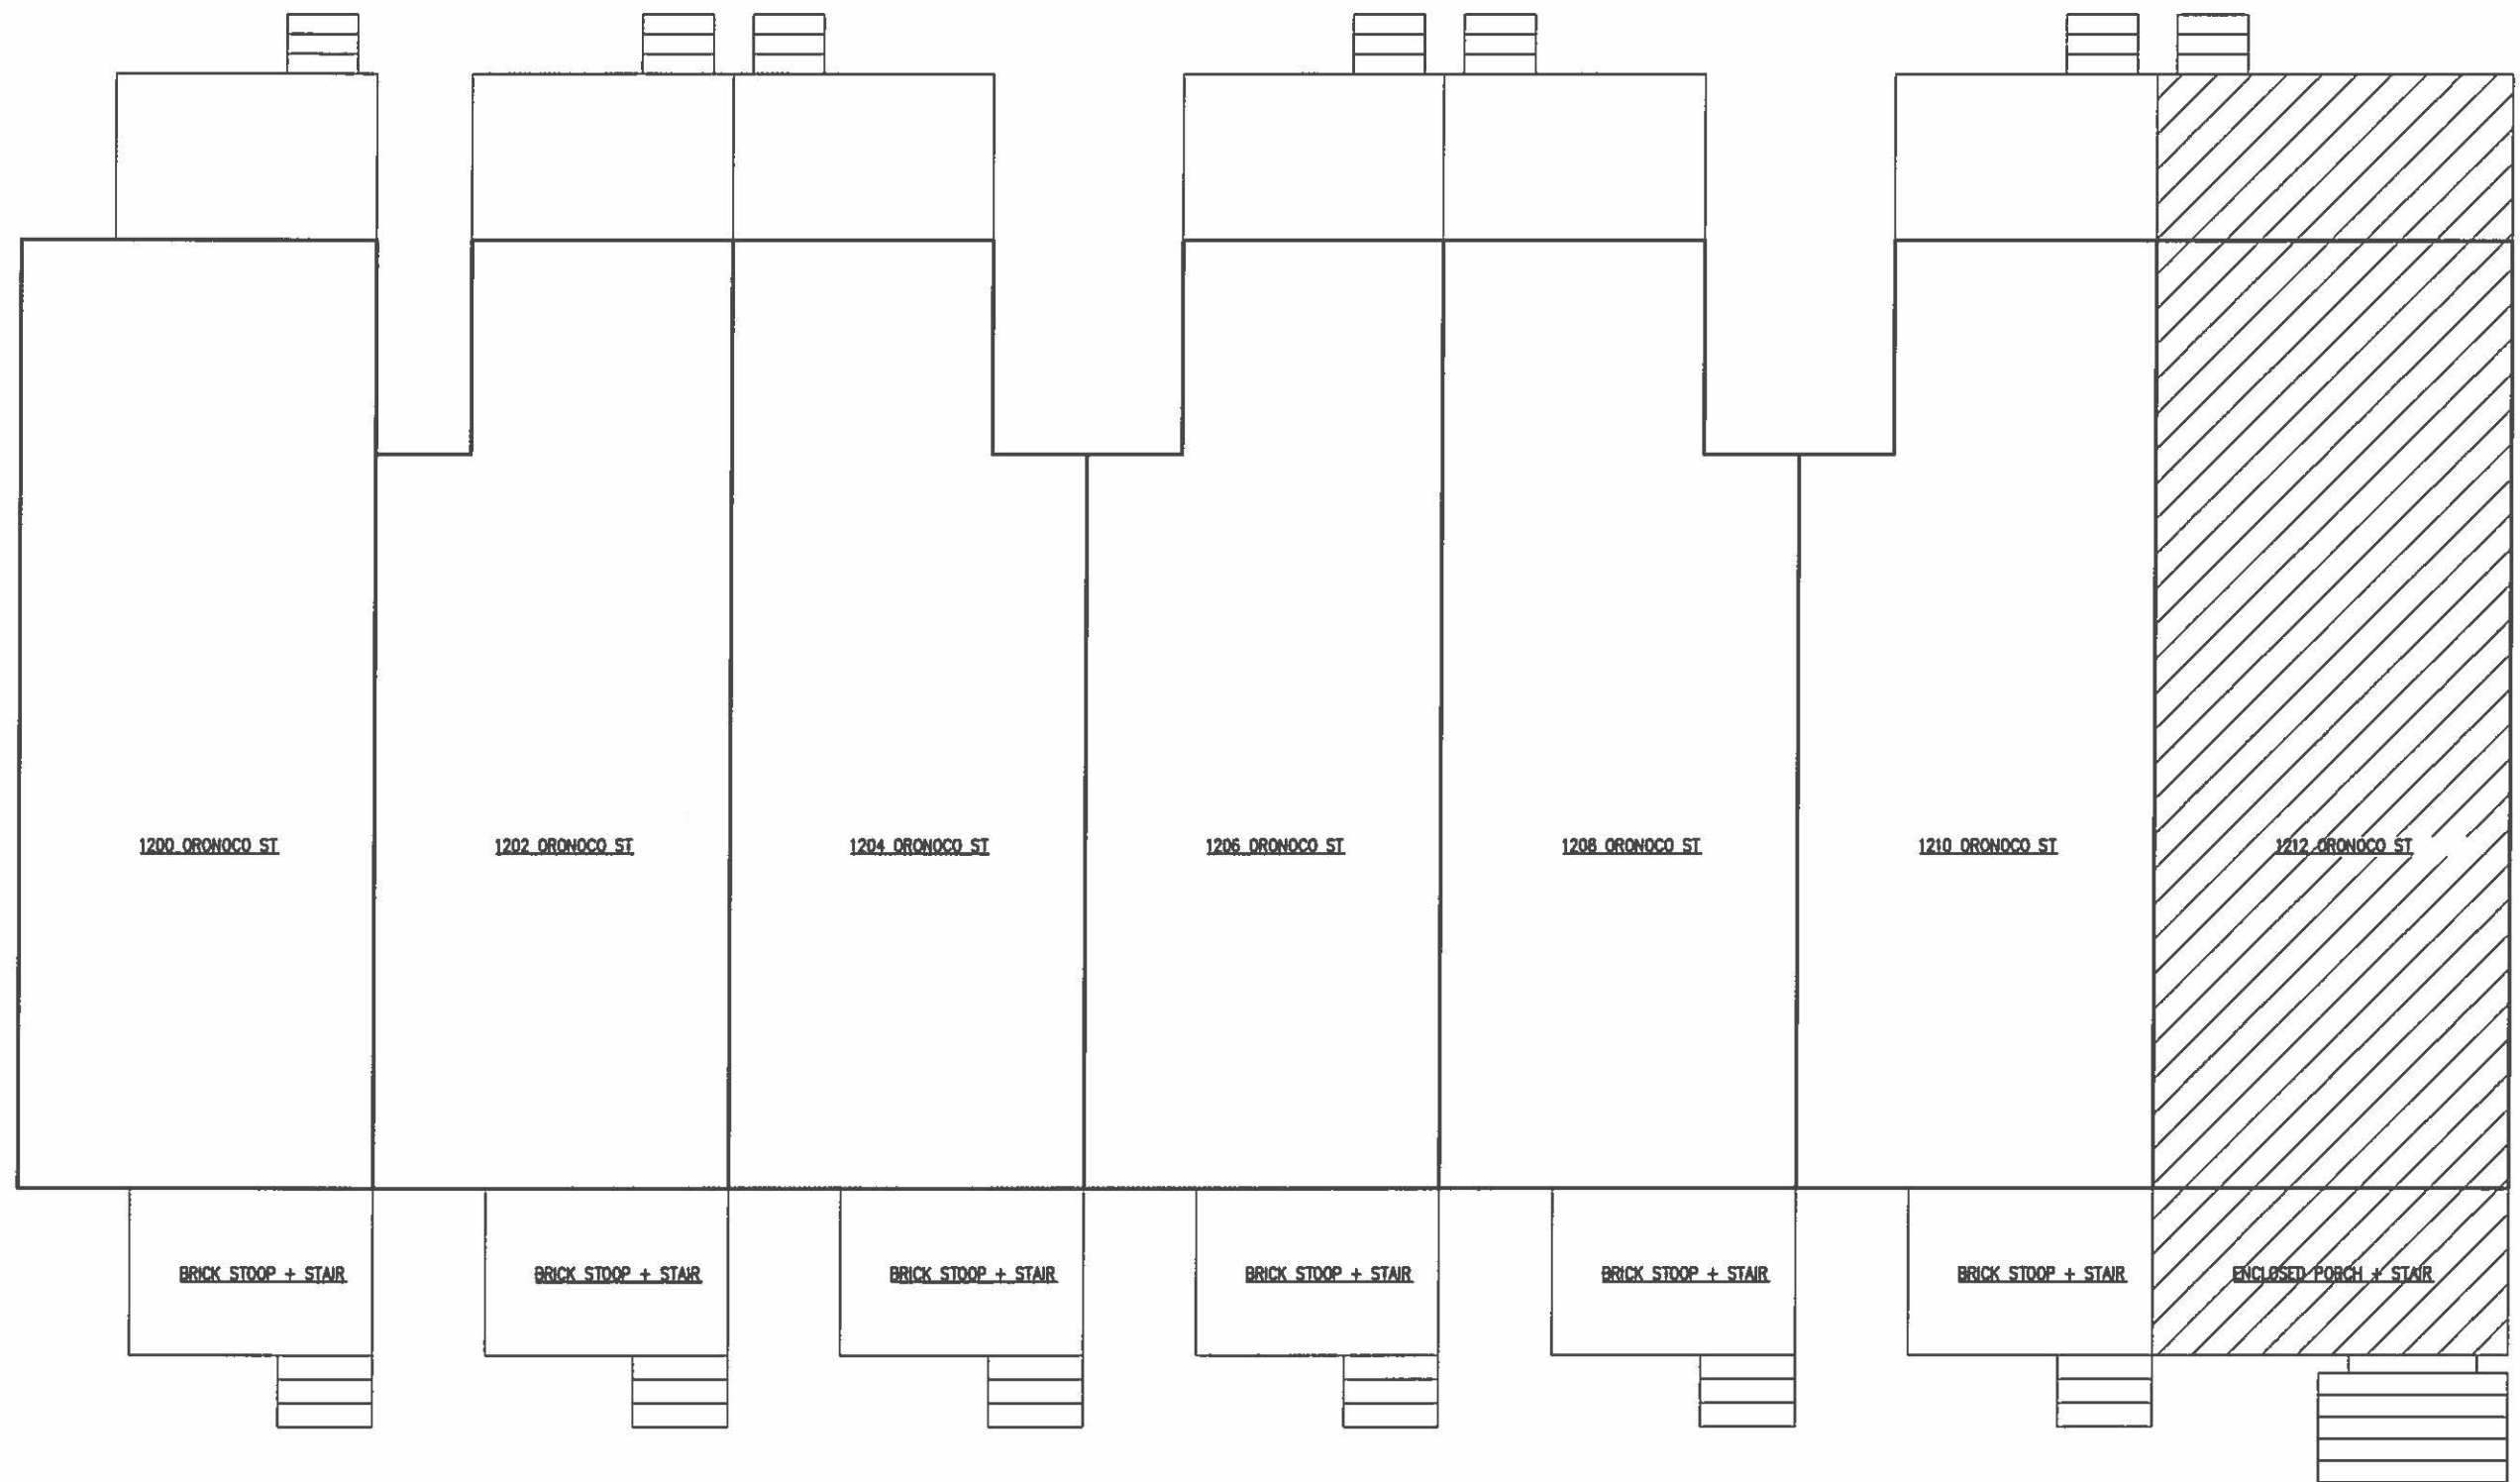 1200 ORONOCO ST
1202 ORONOCO ST
1204 ORONOCO ST
1206 ORONOCO ST
1208 ORONOCO ST
1210 ORONOCO ST
1212 ORONOCO ST
BRICK STOOP + STAIR
BRICK STOOP + STAIR
BRICK STOOP + STAIR
BRICK STOOP + STAIR
BRICK STOOP + STAIR
BRICK STOOP + STAIR
ENCLOSED PORCH + STAIR